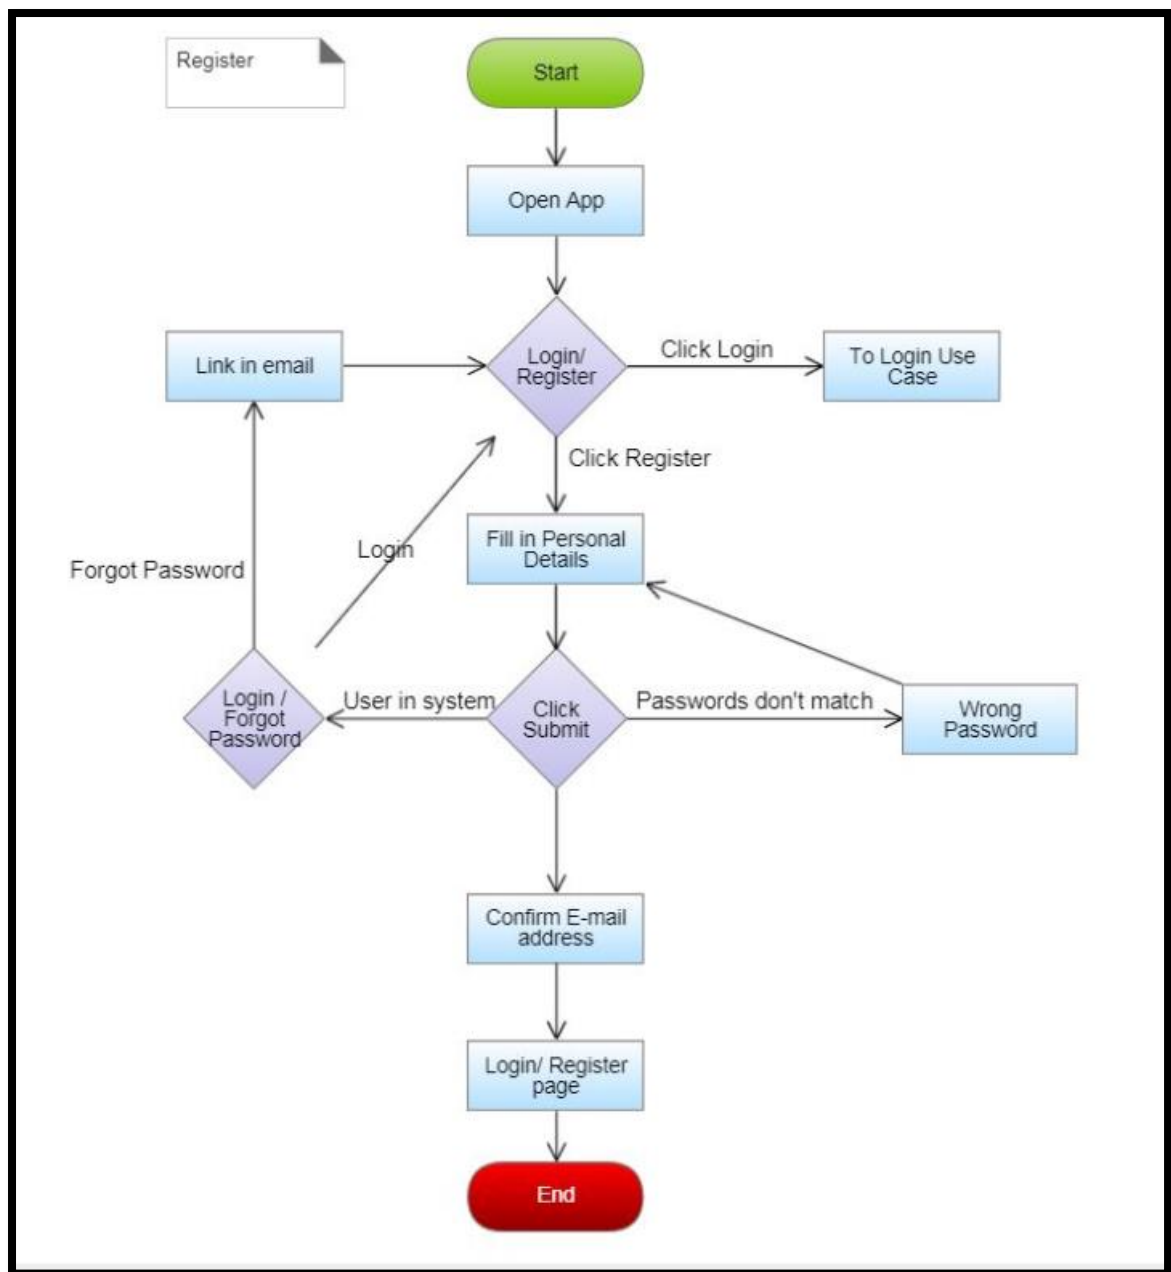 Register
Start
Open App
Link in email
Login/
Register
Click Login
To Login Use
Case
Click Register
Fill in Personal
Details
Login
Forgot Password
Login /
Forgot
Password
User in system
Click
Submit
Passwords don't match
Wrong
Password
Confirm E-mail
address
Login/ Register
page
End